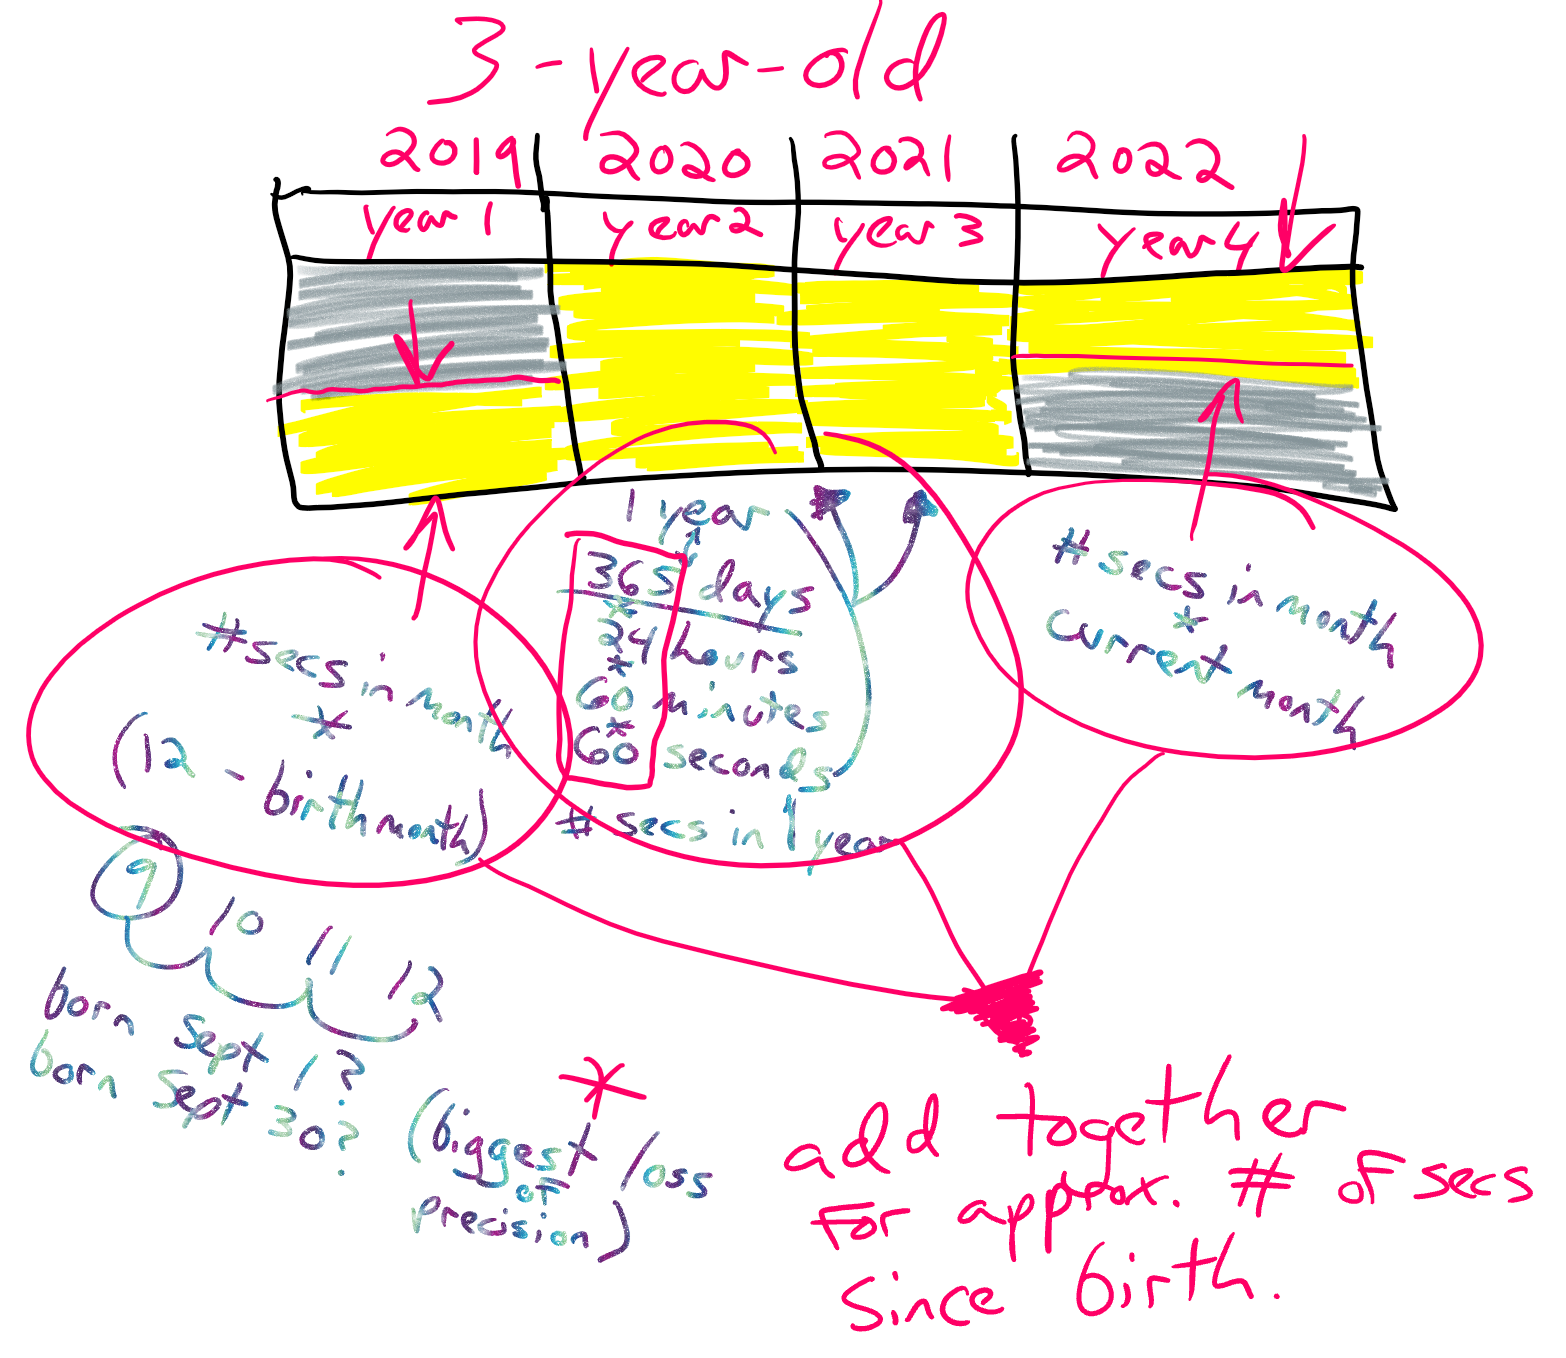 3-year-old
2019 2020 2021 2022
year 1 year 2 year 3 year 4
#secs in month
*
(12 - birth month)
9 10 11 12
born sept 1?
born sept 30?
(biggest loss
of
precision)
*
1 year
365 days
*
24 hours
*
60 minutes
*
60 seconds
# secs in 1 year
#secs in month
*
current month
add together
for approx. # of secs
since birth.